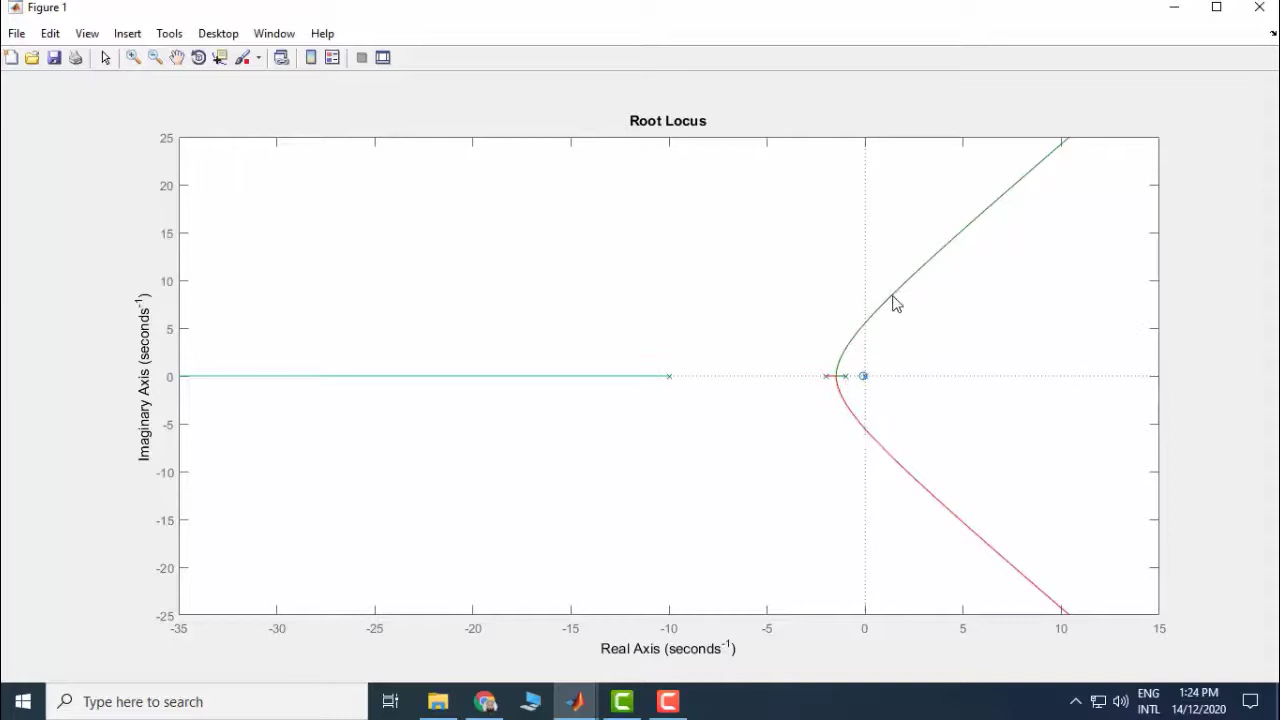 Figure 1
File Edit View Insert Tools Desktop Window Help
Root Locus
25
20
15
10
5
0
-5
-10
-15
-20
-25
Imaginary Axis (seconds⁻¹)
-35 -30 -25 -20 -15 -10 -5 0 5 10 15
Real Axis (seconds⁻¹)
Type here to search
ENG
INTL
1:24 PM
14/12/2020